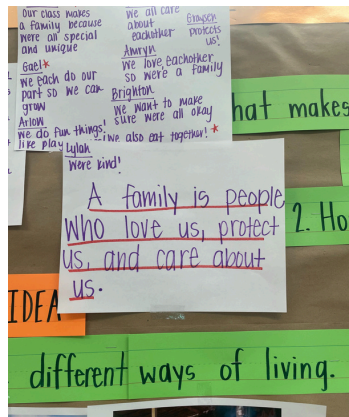 our class makes
a family because
were all special
and unique
Gael*
we each do our
part so we can
grow
Arlow
we do fun things!
like play
we all care
about
eachother
Amryn
We love eachother
so were a family
Brighton
We want to make
sure were all okay
we also eat together! *
Grayson
protects
us!
Lylah
were kind!
A family is people
who love us, protect
us, and care about
us.
hat makes
2. Ho
IDEA
different ways of living.